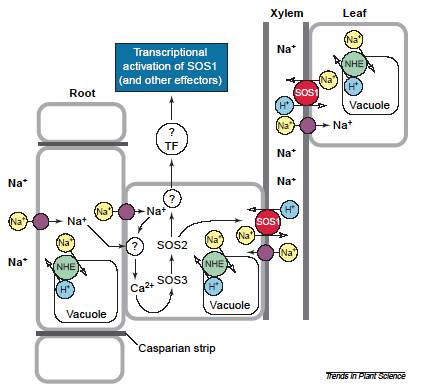 Xylem
Leaf
Na⁺
Na⁺
NHE
H⁺
Vacuole
Na⁺
SOS1
H⁺
Na⁺
Na⁺
Na⁺
Na⁺
Transcriptional
activation of SOS1
(and other effectors)
Root
?
TF
Na⁺
Na⁺
Na⁺
Na⁺
Na⁺
NHE
H⁺
Vacuole
Na⁺
Na⁺
?
?
SOS2
SOS3
Ca²⁺
H⁺
SOS1
Na⁺
Na⁺
Na⁺
NHE
H⁺
Vacuole
Casparian strip
Trends in Plant Science